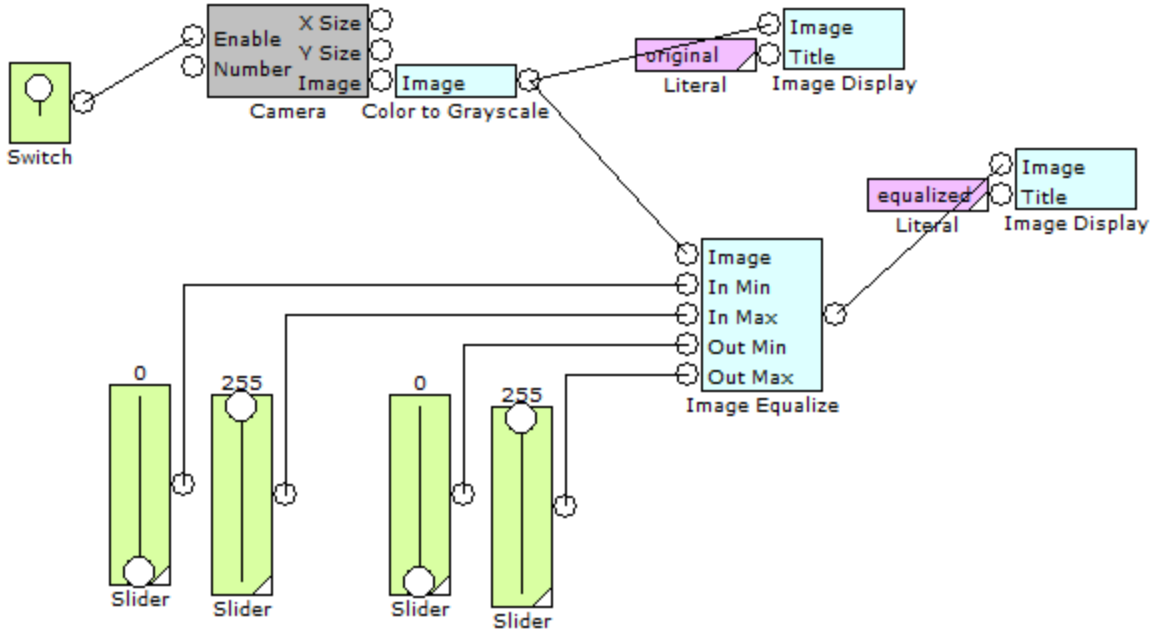 Enable
Number
X Size
Y Size
Image
Camera
Image
Color to Grayscale
original
Literal
Image
Title
Image Display
Switch
equalized
Literal
Image
Title
Image Display
Image
In Min
In Max
Out Min
Out Max
Image Equalize
0
Slider
255
Slider
0
Slider
255
Slider